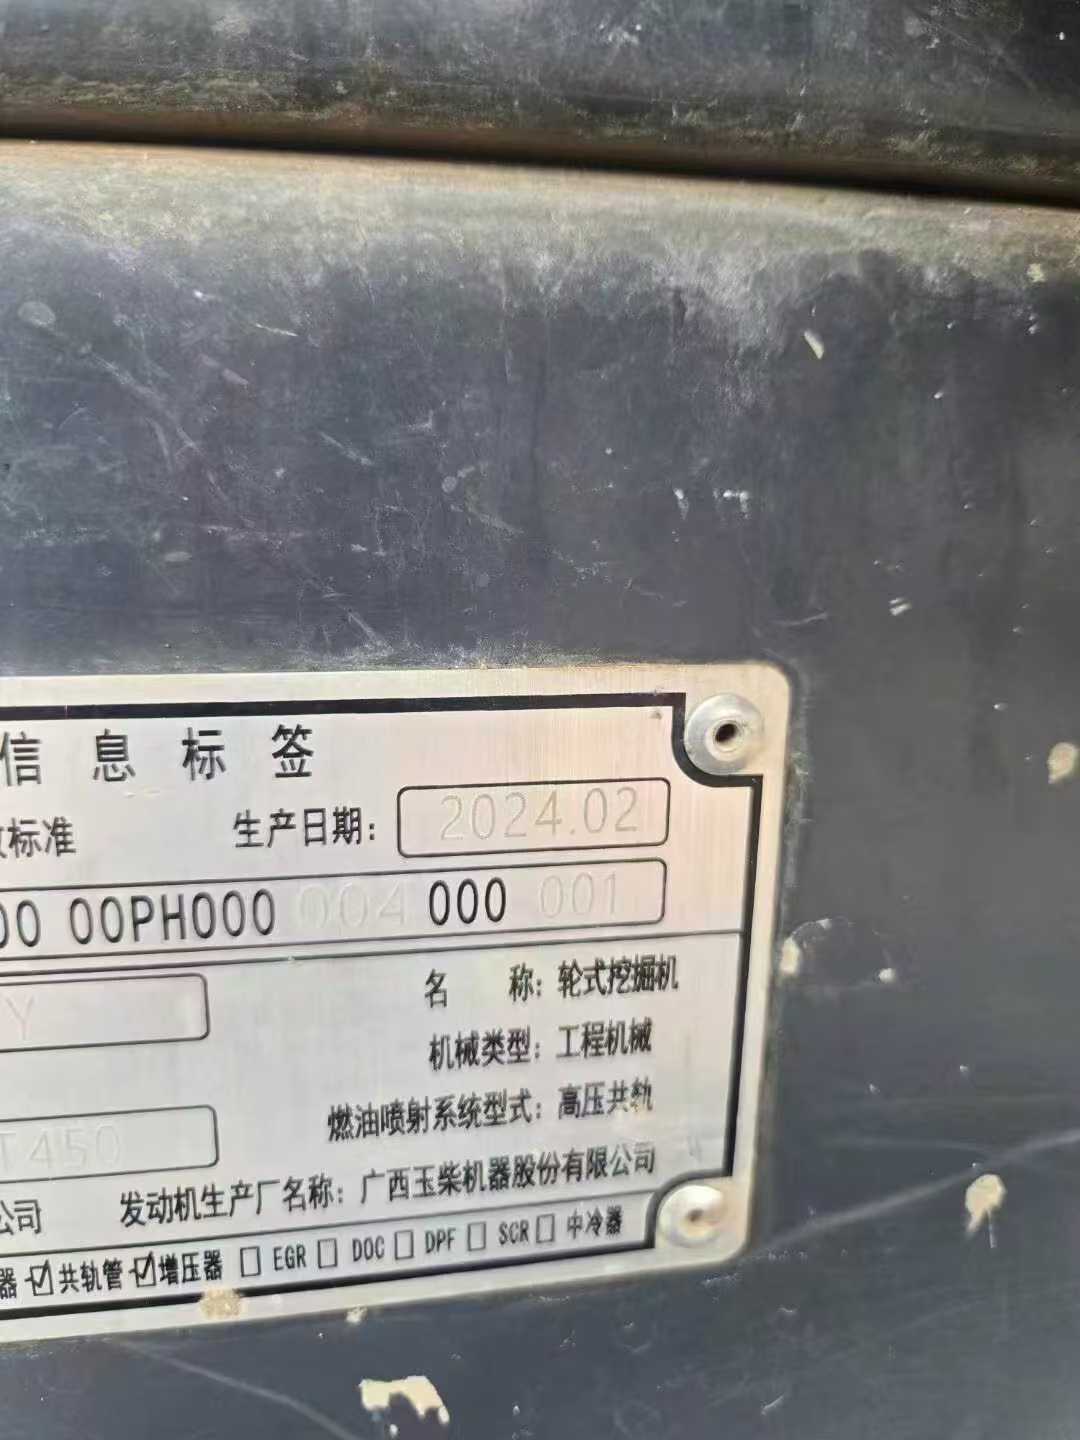 信息标签
标准 生产日期: 2024.02
00 00PH000 004 000 001
Y
名 称: 轮式挖掘机
机械类型: 工程机械
T450
燃油喷射系统型式: 高压共轨
公司 发动机生产厂名称: 广西玉柴机器股份有限公司
器 ☑共轨管 ☑增压器 □ EGR □ DOC □ DPF □ SCR □ 中冷器